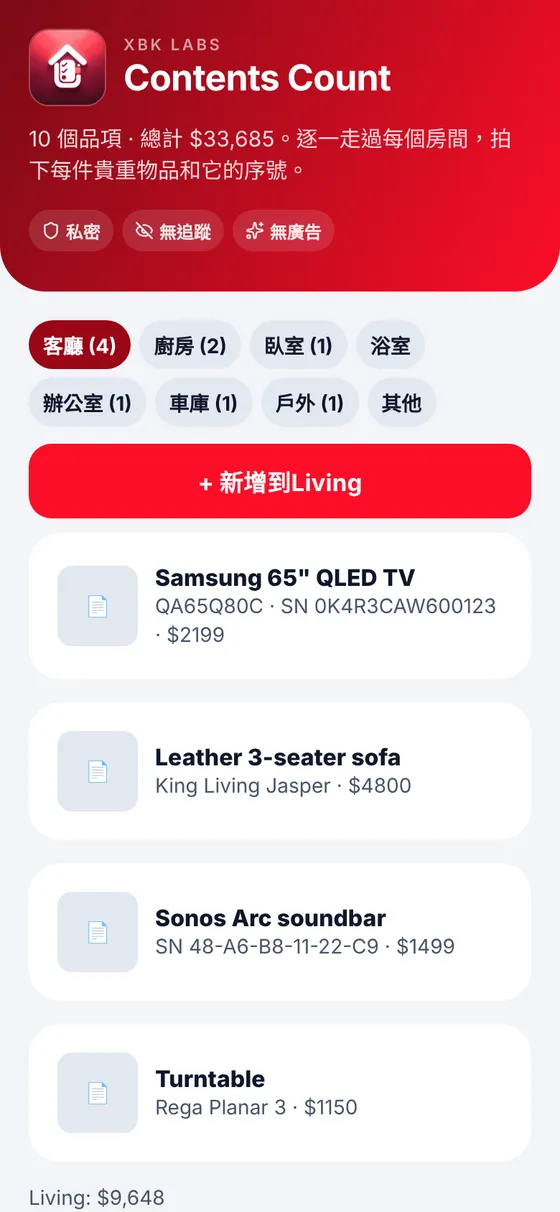 XBK LABS
Contents Count
10 個品項 · 總計 $33,685。逐一走過每個房間，拍
下每件貴重物品和它的序號。
私密 無追蹤 無廣告
客廳 (4) 廚房 (2) 臥室 (1) 浴室
辦公室 (1) 車庫 (1) 戶外 (1) 其他
+ 新增到Living
Samsung 65" QLED TV
QA65Q80C · SN 0K4R3CAW600123
· $2199
Leather 3-seater sofa
King Living Jasper · $4800
Sonos Arc soundbar
SN 48-A6-B8-11-22-C9 · $1499
Turntable
Rega Planar 3 · $1150
Living: $9,648